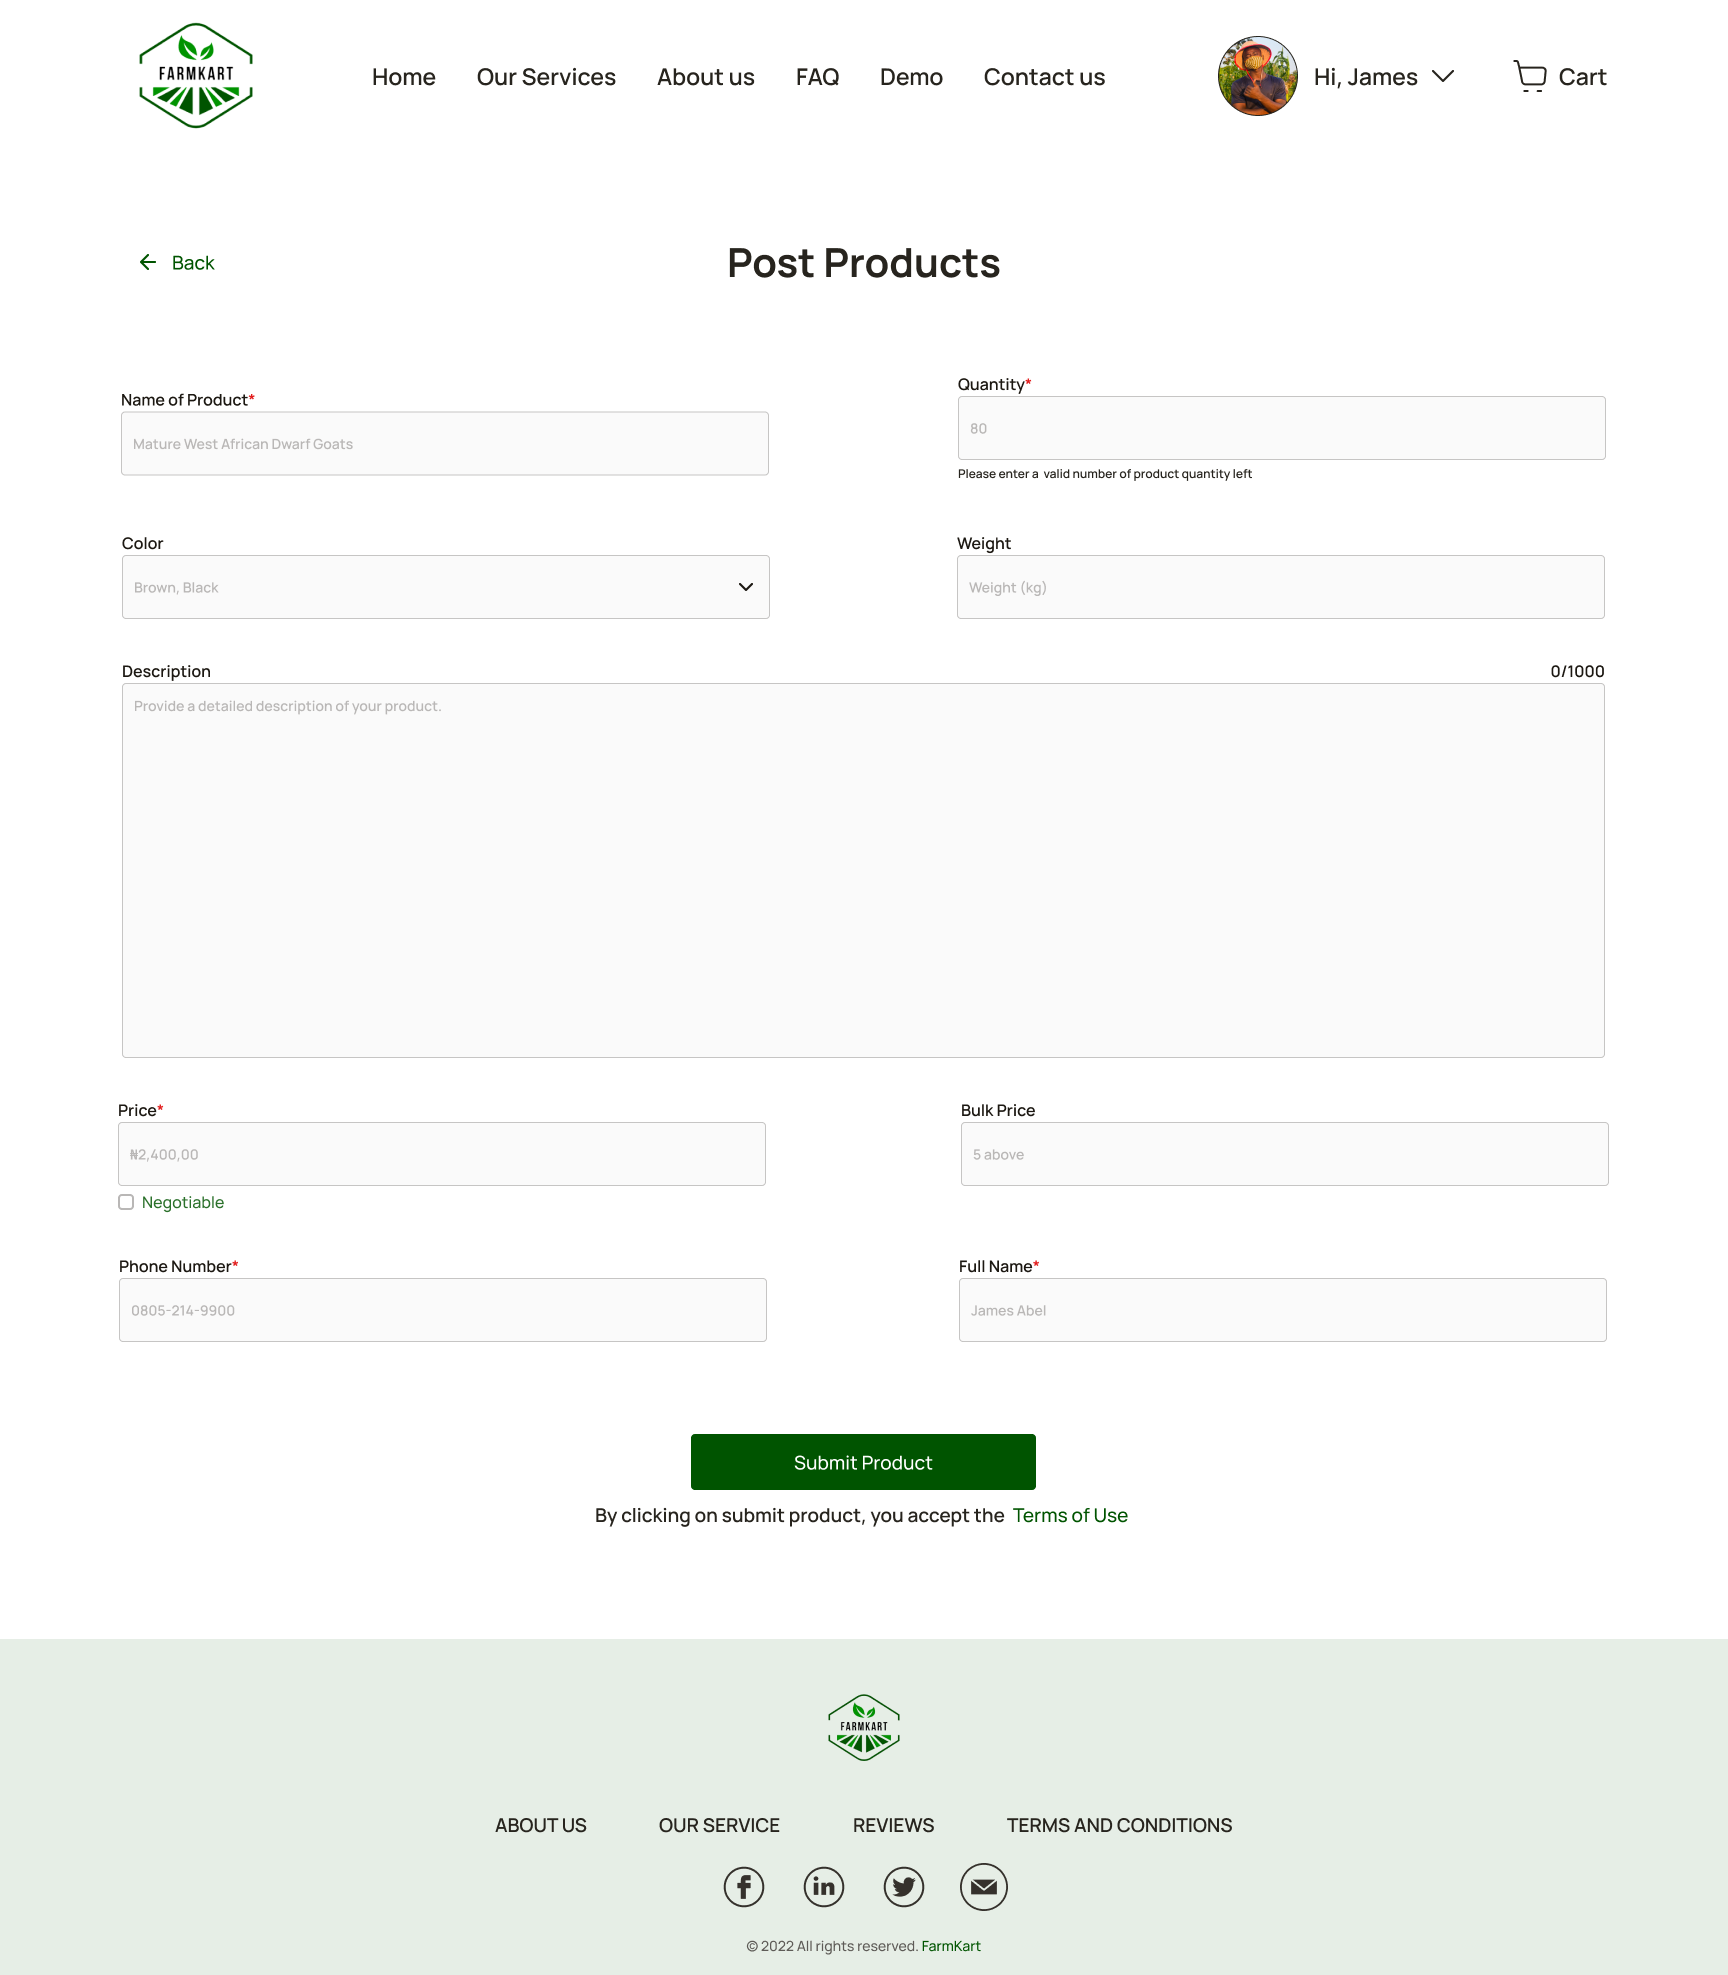 FARMKART
Home Our Services About us FAQ Demo Contact us Hi, James Cart
Back
Post Products
Name of Product*
Mature West African Dwarf Goats
Quantity*
80
Please enter a valid number of product quantity left
Color
Brown, Black
Weight
Weight (kg)
Description 0/1000
Provide a detailed description of your product.
Price*
₦2,400,00
Negotiable
Bulk Price
5 above
Phone Number*
0805-214-9900
Full Name*
James Abel
Submit Product
By clicking on submit product, you accept the Terms of Use
FARMKART
ABOUT US OUR SERVICE REVIEWS TERMS AND CONDITIONS
© 2022 All rights reserved. FarmKart